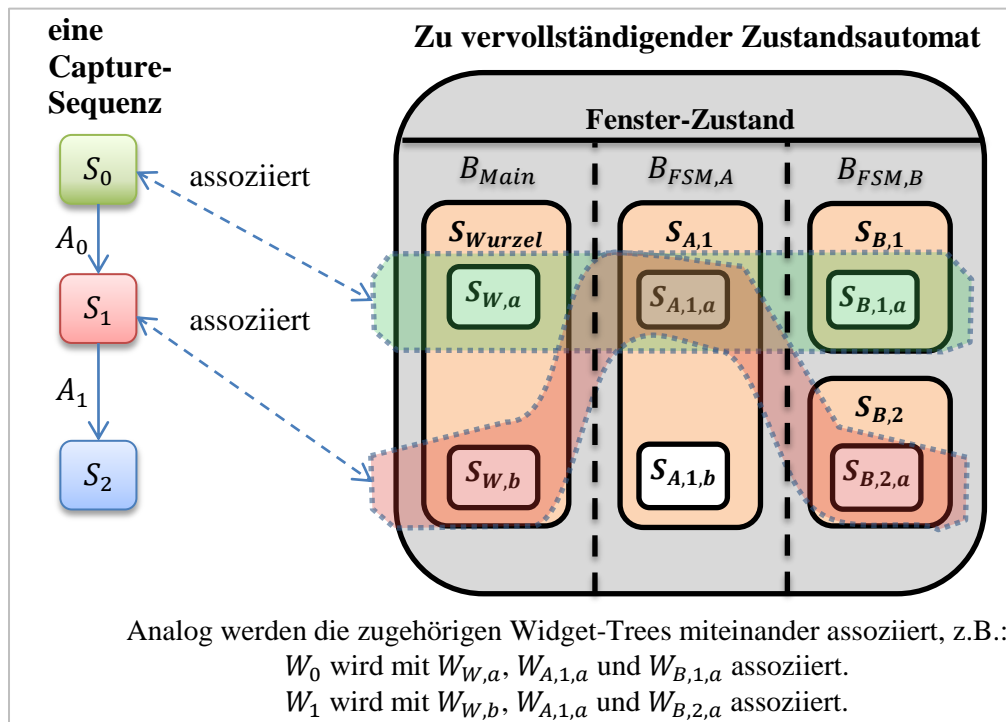 eine
Capture-
Sequenz
Zu vervollständigender Zustandsautomat
Fenster-Zustand
S_0
assoziiert
B_Main
B_FSM,A
B_FSM,B
A_0
S_Wurzel
S_A,1
S_B,1
S_W,a
S_A,1,a
S_B,1,a
S_1
assoziiert
A_1
S_B,2
S_2
S_W,b
S_A,1,b
S_B,2,a
Analog werden die zugehörigen Widget-Trees miteinander assoziiert, z.B.:
W_0 wird mit W_W,a, W_A,1,a und W_B,1,a assoziiert.
W_1 wird mit W_W,b, W_A,1,a und W_B,2,a assoziiert.